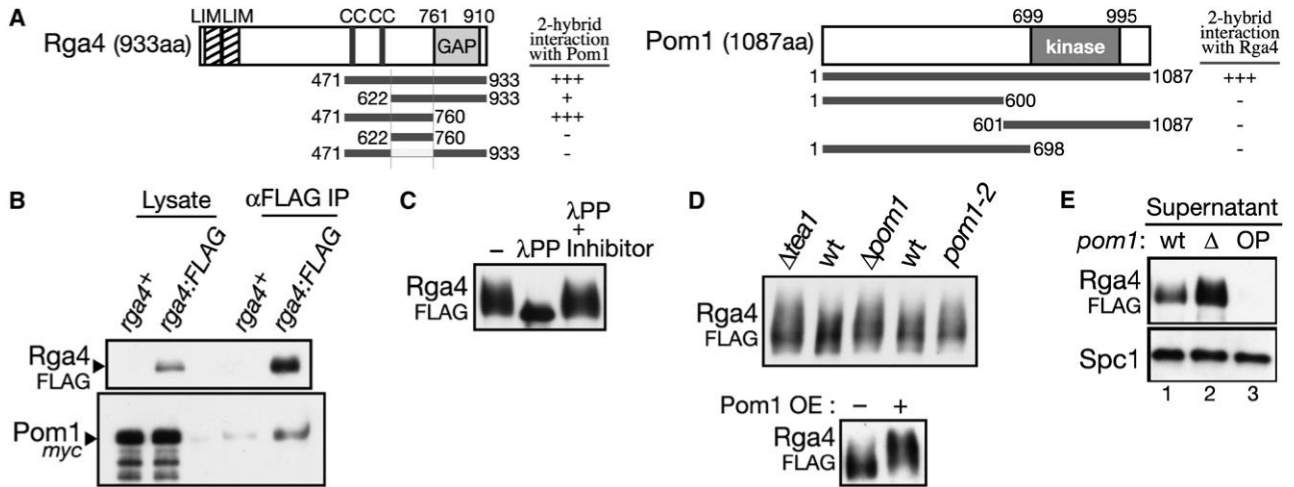 A
LIM LIM CC CC 761 910
Rga4 (933aa) GAP
2-hybrid
interaction
with Pom1
471 933 +++
622 933 +
471 760 +++
622 760 -
471 933 -
699 995
Pom1 (1087aa) kinase
2-hybrid
interaction
with Rga4
1 1087 +++
1 600 -
601 1087 -
1 698 -
B
Lysate αFLAG IP
rga4+ rga4::FLAG rga4+ rga4::FLAG
Rga4
FLAG
Pom1
myc
C
λPP
+
– λPP Inhibitor
Rga4
FLAG
D
Δtea1 wt Δpom1 wt pom1-2
Rga4
FLAG
Pom1 OE : – +
Rga4
FLAG
E
Supernatant
pom1: wt Δ OP
Rga4
FLAG
Spc1
1 2 3